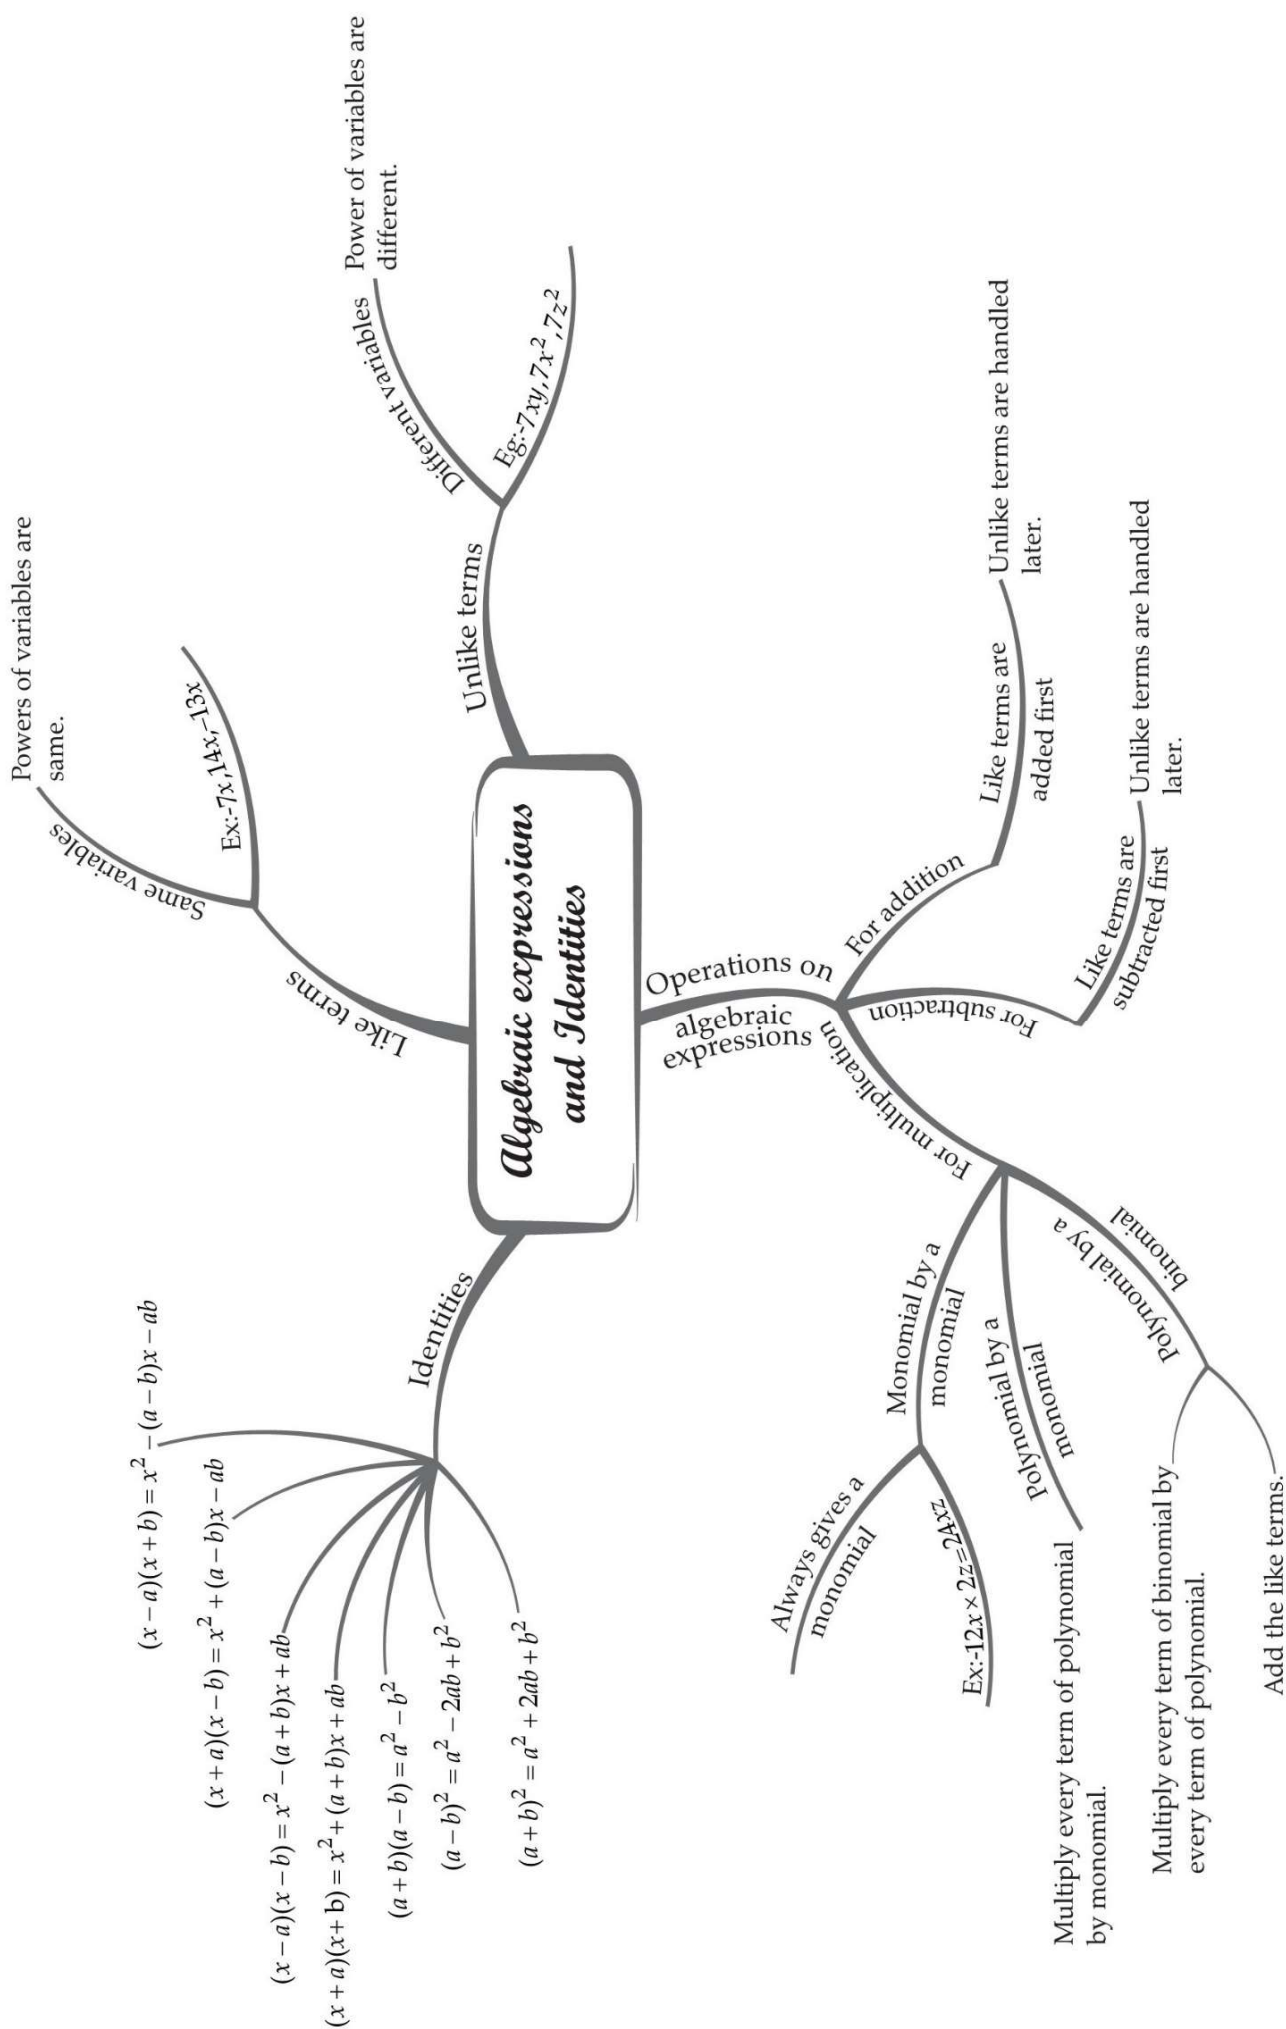 Algebraic expressions
and Identities
Like terms
Same variables
Powers of variables are
same.
Ex:-7x,14x,-13x
Unlike terms
Different variables
Power of variables are
different.
Eg:-7xy,7x²,7z²
Operations on
algebraic
expressions
For addition
Like terms are
added first
Unlike terms are handled
later.
For subtraction
Like terms are
subtracted first
Unlike terms are handled
later.
For multiplication
Monomial by a
monomial
Always gives a
monomial
Ex:-12x × 2z=24xz
Polynomial by a
monomial
Multiply every term of polynomial
by monomial.
Polynomial by a
binomial
Multiply every term of binomial by
every term of polynomial.
Add the like terms.
Identities
(x − a)(x + b) = x² − (a − b)x − ab
(x + a)(x − b) = x² + (a − b)x − ab
(x − a)(x − b) = x² − (a + b)x + ab
(x + a)(x + b) = x² + (a + b)x + ab
(a + b)(a − b) = a² − b²
(a − b)² = a² − 2ab + b²
(a + b)² = a² + 2ab + b²